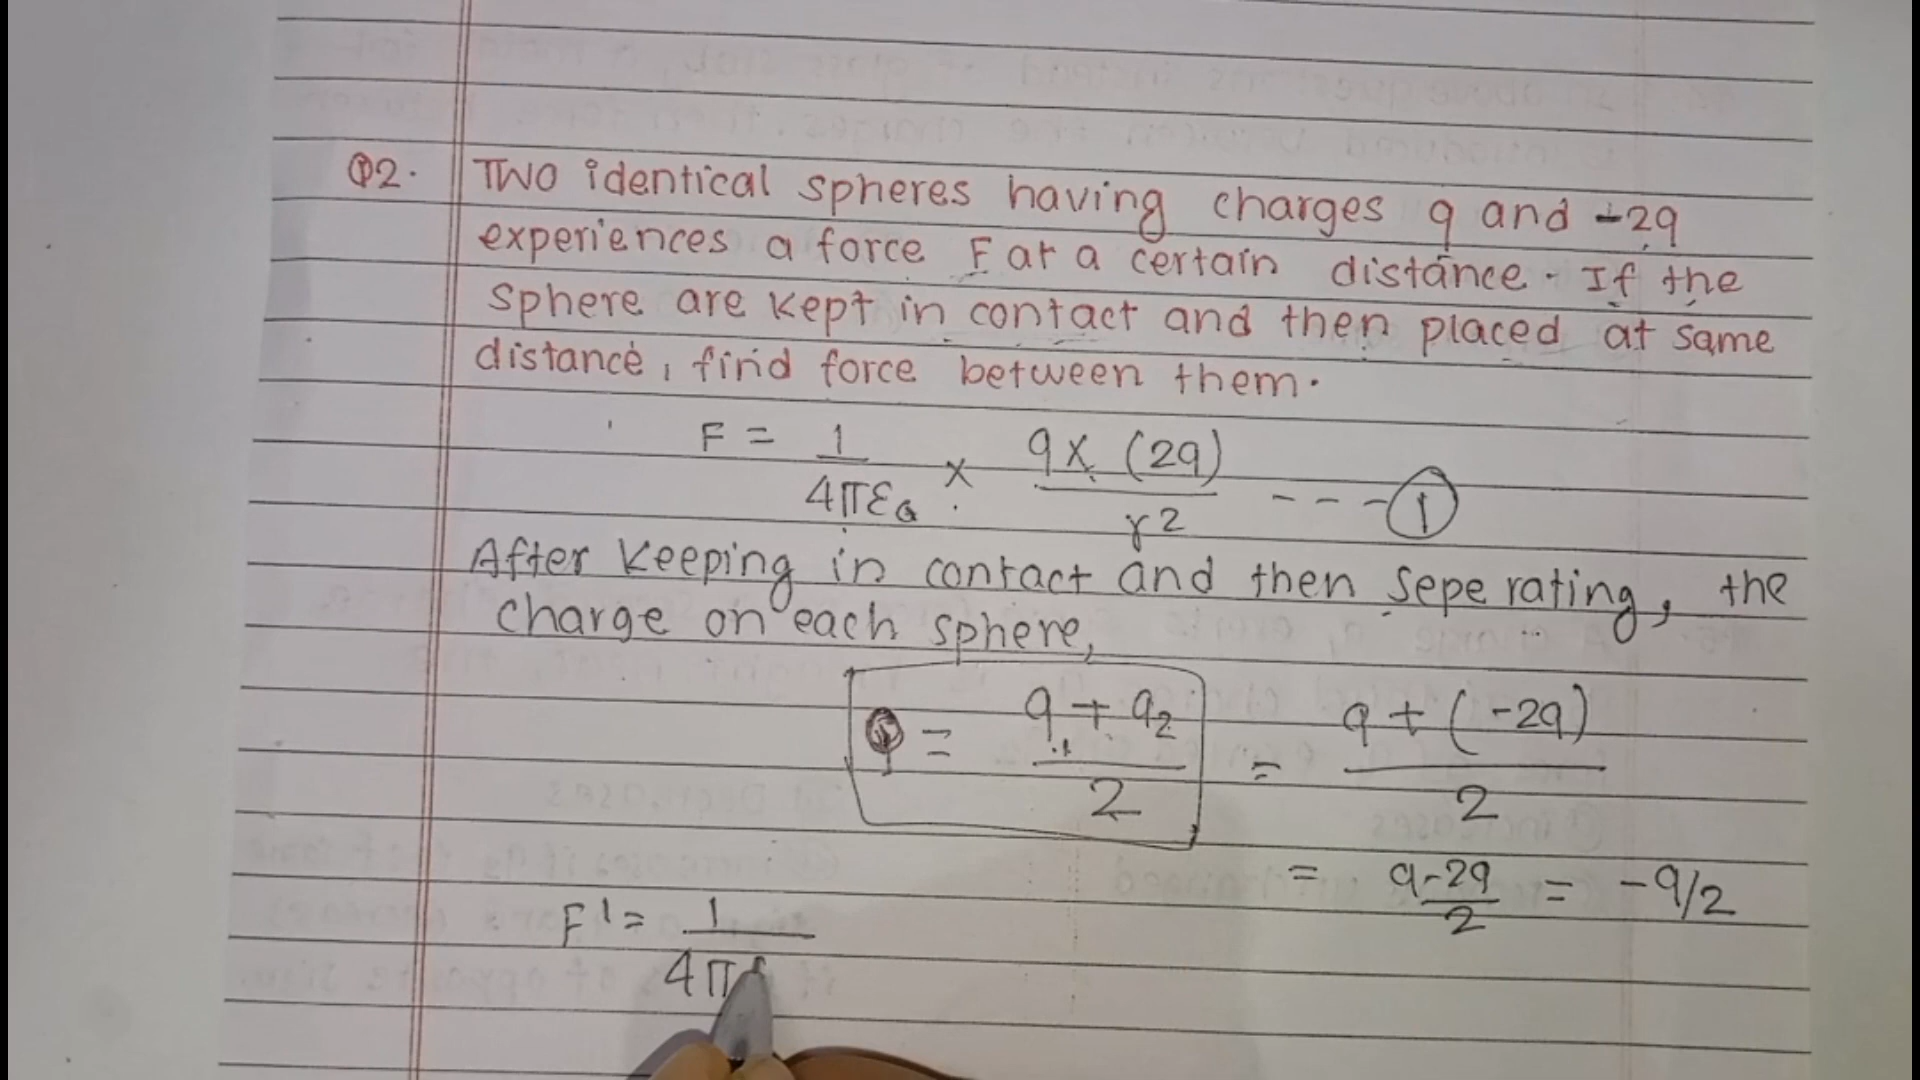 Q2. Two identical spheres having charges q and -2q
experiences a force F at a certain distance. If the
sphere are kept in contact and then placed at same
distance, find force between them.
F = 1/4πε₀ × q × (2q)/r² ---- ①
After keeping in contact and then seperating, the
charge on each sphere,
Q = q₁ + q₂/2 = q + (-2q)/2
= q-2q/2 = -q/2
F' = 1/4π